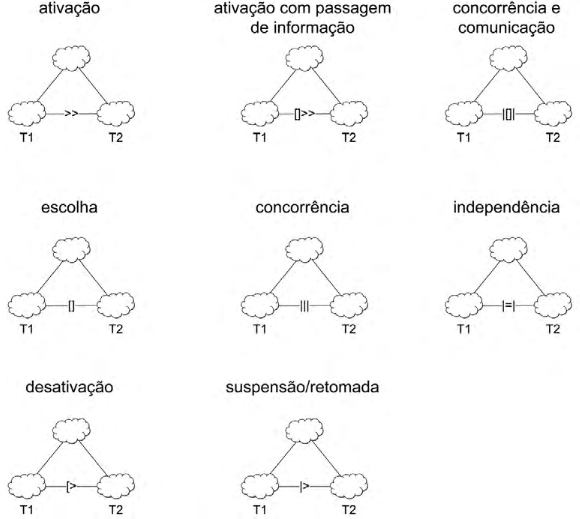 ativação
ativação com passagem
de informação
concorrência e
comunicação
>>
[]>>
|[]|
T1 T2
T1 T2
T1 T2
escolha
concorrência
independência
[]
|||
|=|
T1 T2
T1 T2
T1 T2
desativação
suspensão/retomada
[>
|>
T1 T2
T1 T2